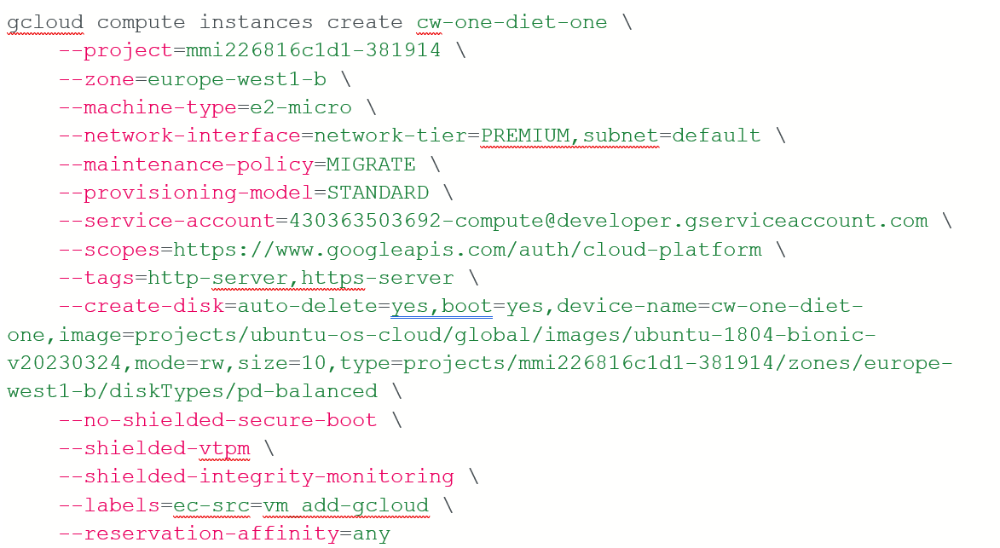 gcloud compute instances create cw-one-diet-one \
    --project=mmi226816c1d1-381914 \
    --zone=europe-west1-b \
    --machine-type=e2-micro \
    --network-interface=network-tier=PREMIUM,subnet=default \
    --maintenance-policy=MIGRATE \
    --provisioning-model=STANDARD \
    --service-account=430363503692-compute@developer.gserviceaccount.com \
    --scopes=https://www.googleapis.com/auth/cloud-platform \
    --tags=http-server,https-server \
    --create-disk=auto-delete=yes,boot=yes,device-name=cw-one-diet-
one,image=projects/ubuntu-os-cloud/global/images/ubuntu-1804-bionic-
v20230324,mode=rw,size=10,type=projects/mmi226816c1d1-381914/zones/europe-
west1-b/diskTypes/pd-balanced \
    --no-shielded-secure-boot \
    --shielded-vtpm \
    --shielded-integrity-monitoring \
    --labels=ec-src=vm_add-gcloud \
    --reservation-affinity=any